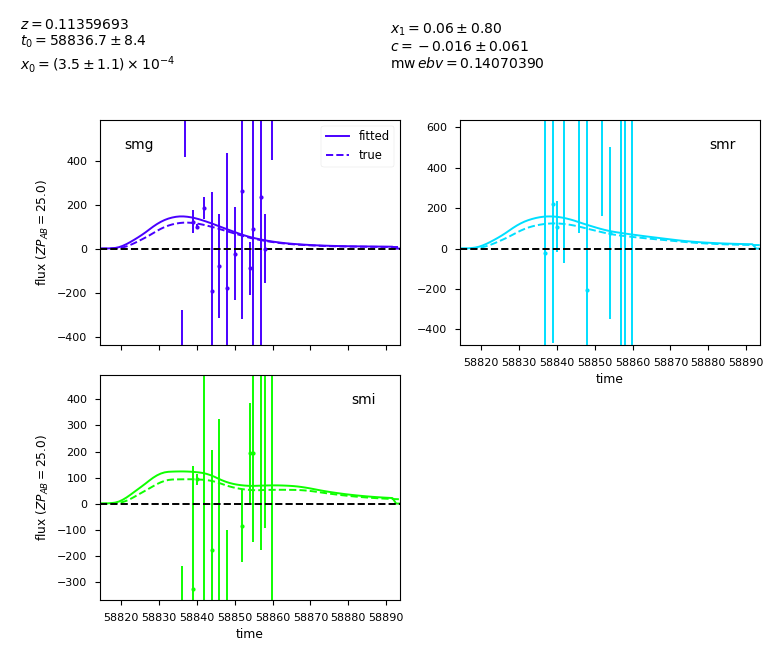 z = 0.11359693
t₀ = 58836.7 ± 8.4
x₀ = (3.5 ± 1.1) × 10⁻⁴
x₁ = 0.06 ± 0.80
c = −0.016 ± 0.061
mw ebv = 0.14070390
smg
fitted
true
flux (ZP_AB = 25.0)
400
200
0
−200
−400
smr
600
400
200
0
−200
−400
58820 58830 58840 58850 58860 58870 58880 58890
time
smi
flux (ZP_AB = 25.0)
400
300
200
100
0
−100
−200
−300
58820 58830 58840 58850 58860 58870 58880 58890
time